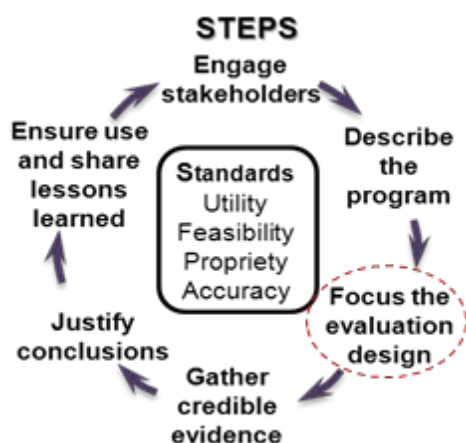 STEPS
Engage
stakeholders
Describe
the
program
Focus the
evaluation
design
Gather
credible
evidence
Justify
conclusions
Ensure use
and share
lessons
learned
Standards
Utility
Feasibility
Propriety
Accuracy